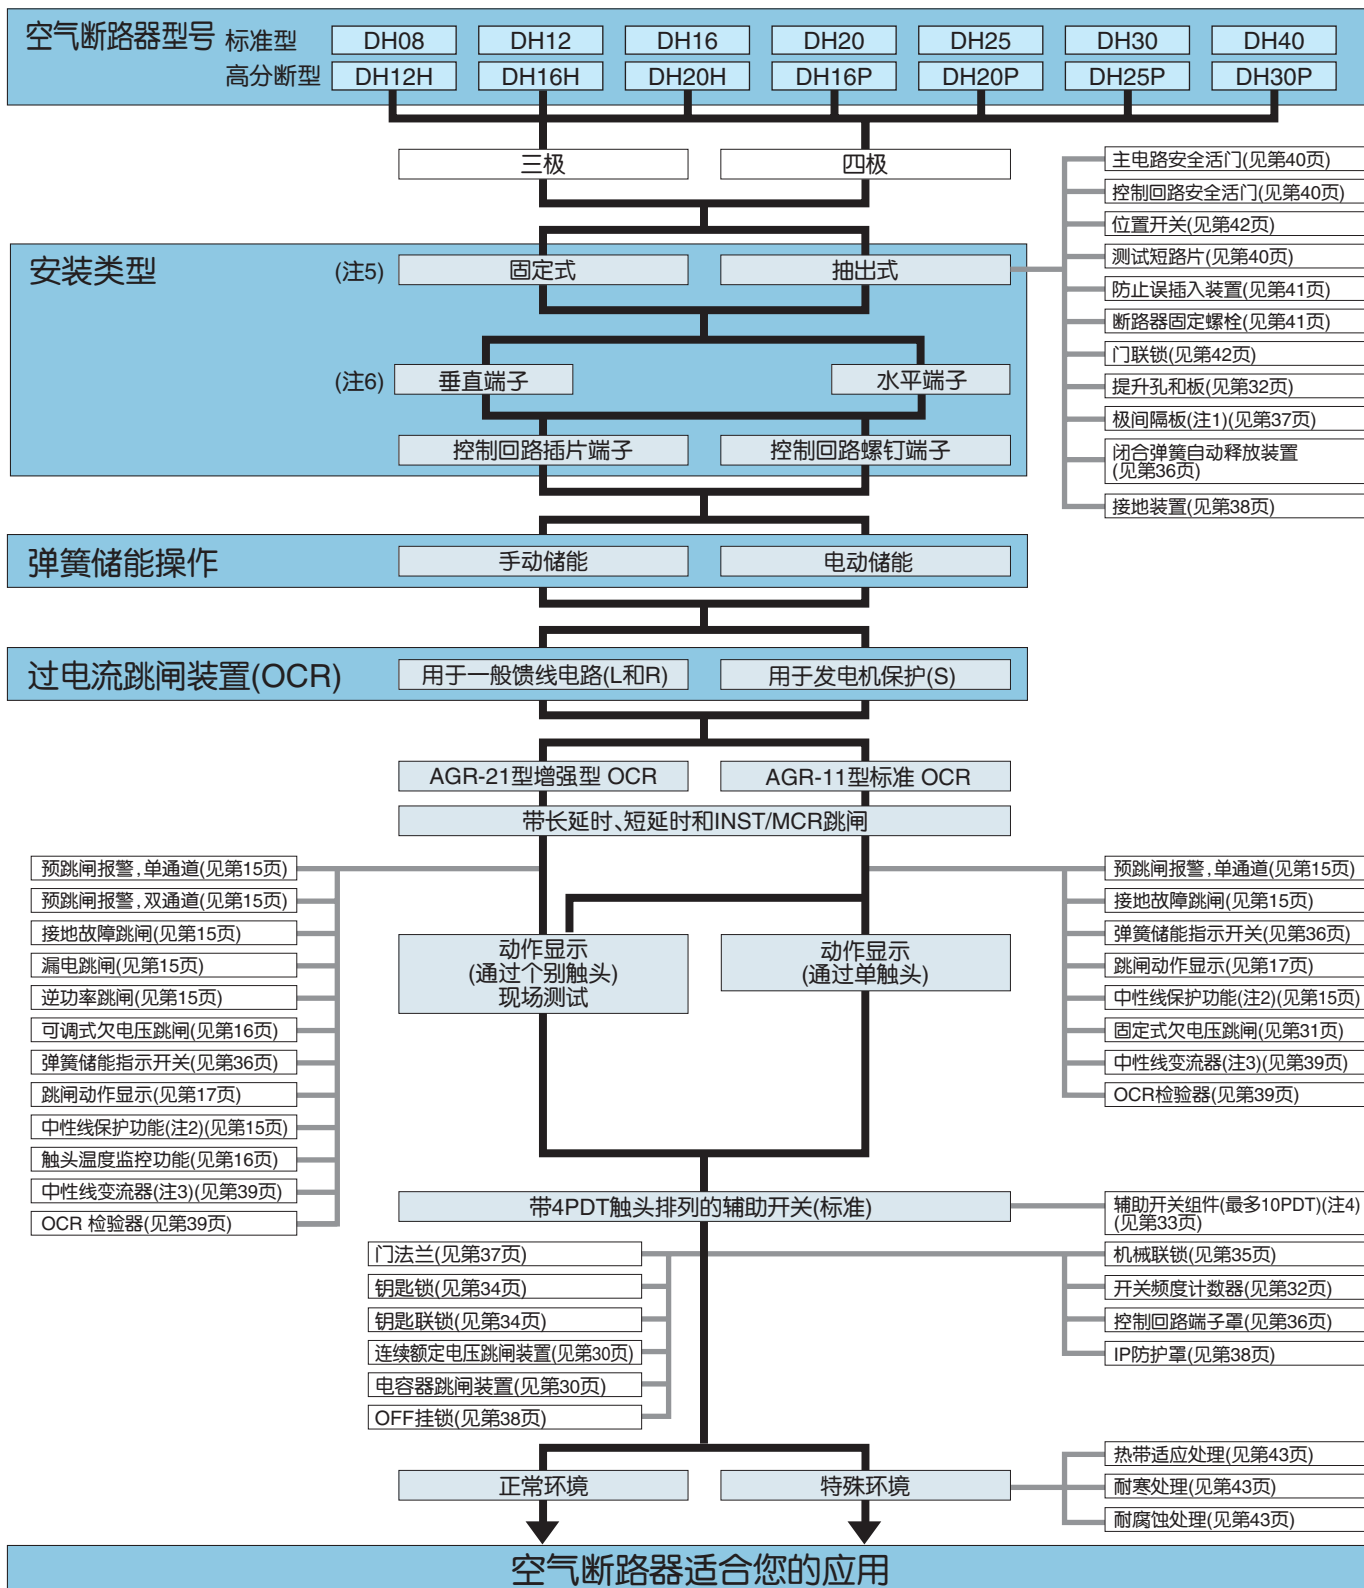 空气断路器型号 标准型 DH08 DH12 DH16 DH20 DH25 DH30 DH40
高分断型 DH12H DH16H DH20H DH16P DH20P DH25P DH30P
三极 四极
主电路安全活门(见第40页)
控制回路安全活门(见第40页)
位置开关(见第42页)
测试短路片(见第40页)
防止误插入装置(见第41页)
断路器固定螺栓(见第41页)
门联锁(见第42页)
提升孔和板(见第32页)
极间隔板(注1)(见第37页)
闭合弹簧自动释放装置
(见第36页)
接地装置(见第38页)
安装类型 (注5) 固定式 抽出式
(注6) 垂直端子 水平端子
控制回路插片端子 控制回路螺钉端子
弹簧储能操作 手动储能 电动储能
过电流跳闸装置(OCR) 用于一般馈线电路(L和R) 用于发电机保护(S)
AGR-21型增强型 OCR AGR-11型标准 OCR
带长延时、短延时和INST/MCR跳闸
预跳闸报警,单通道(见第15页)
预跳闸报警,双通道(见第15页)
接地故障跳闸(见第15页)
漏电跳闸(见第15页)
逆功率跳闸(见第15页)
可调式欠电压跳闸(见第16页)
弹簧储能指示开关(见第36页)
跳闸动作显示(见第17页)
中性线保护功能(注2)(见第15页)
触头温度监控功能(见第16页)
中性线变流器(注3)(见第39页)
OCR 检验器(见第39页)
动作显示
(通过个别触头)
现场测试
动作显示
(通过单触头)
预跳闸报警,单通道(见第15页)
接地故障跳闸(见第15页)
弹簧储能指示开关(见第36页)
跳闸动作显示(见第17页)
中性线保护功能(注2)(见第15页)
固定式欠电压跳闸(见第31页)
中性线变流器(注3)(见第39页)
OCR检验器(见第39页)
带4PDT触头排列的辅助开关(标准)
辅助开关组件(最多10PDT)(注4)
(见第33页)
门法兰(见第37页)
钥匙锁(见第34页)
钥匙联锁(见第34页)
连续额定电压跳闸装置(见第30页)
电容器跳闸装置(见第30页)
OFF挂锁(见第38页)
机械联锁(见第35页)
开关频度计数器(见第32页)
控制回路端子罩(见第36页)
IP防护罩(见第38页)
正常环境 特殊环境
热带适应处理(见第43页)
耐寒处理(见第43页)
耐腐蚀处理(见第43页)
空气断路器适合您的应用